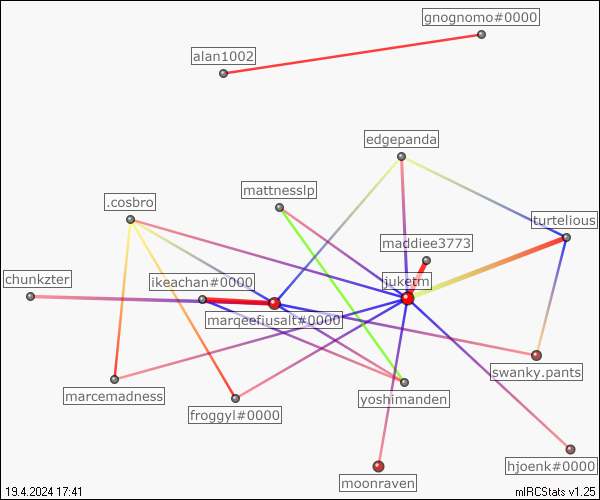 gnognomo#0000
alan1002
edgepanda
mattnesslp
.cosbro
turtelious
maddiee3773
chunkzter
ikeachan#0000
juketm
marqeefiusalt#0000
swanky.pants
marcemadness
yoshimanden
froggyl#0000
hjoenk#0000
moonraven
19.4.2024 17:41
mIRCStats v1.25